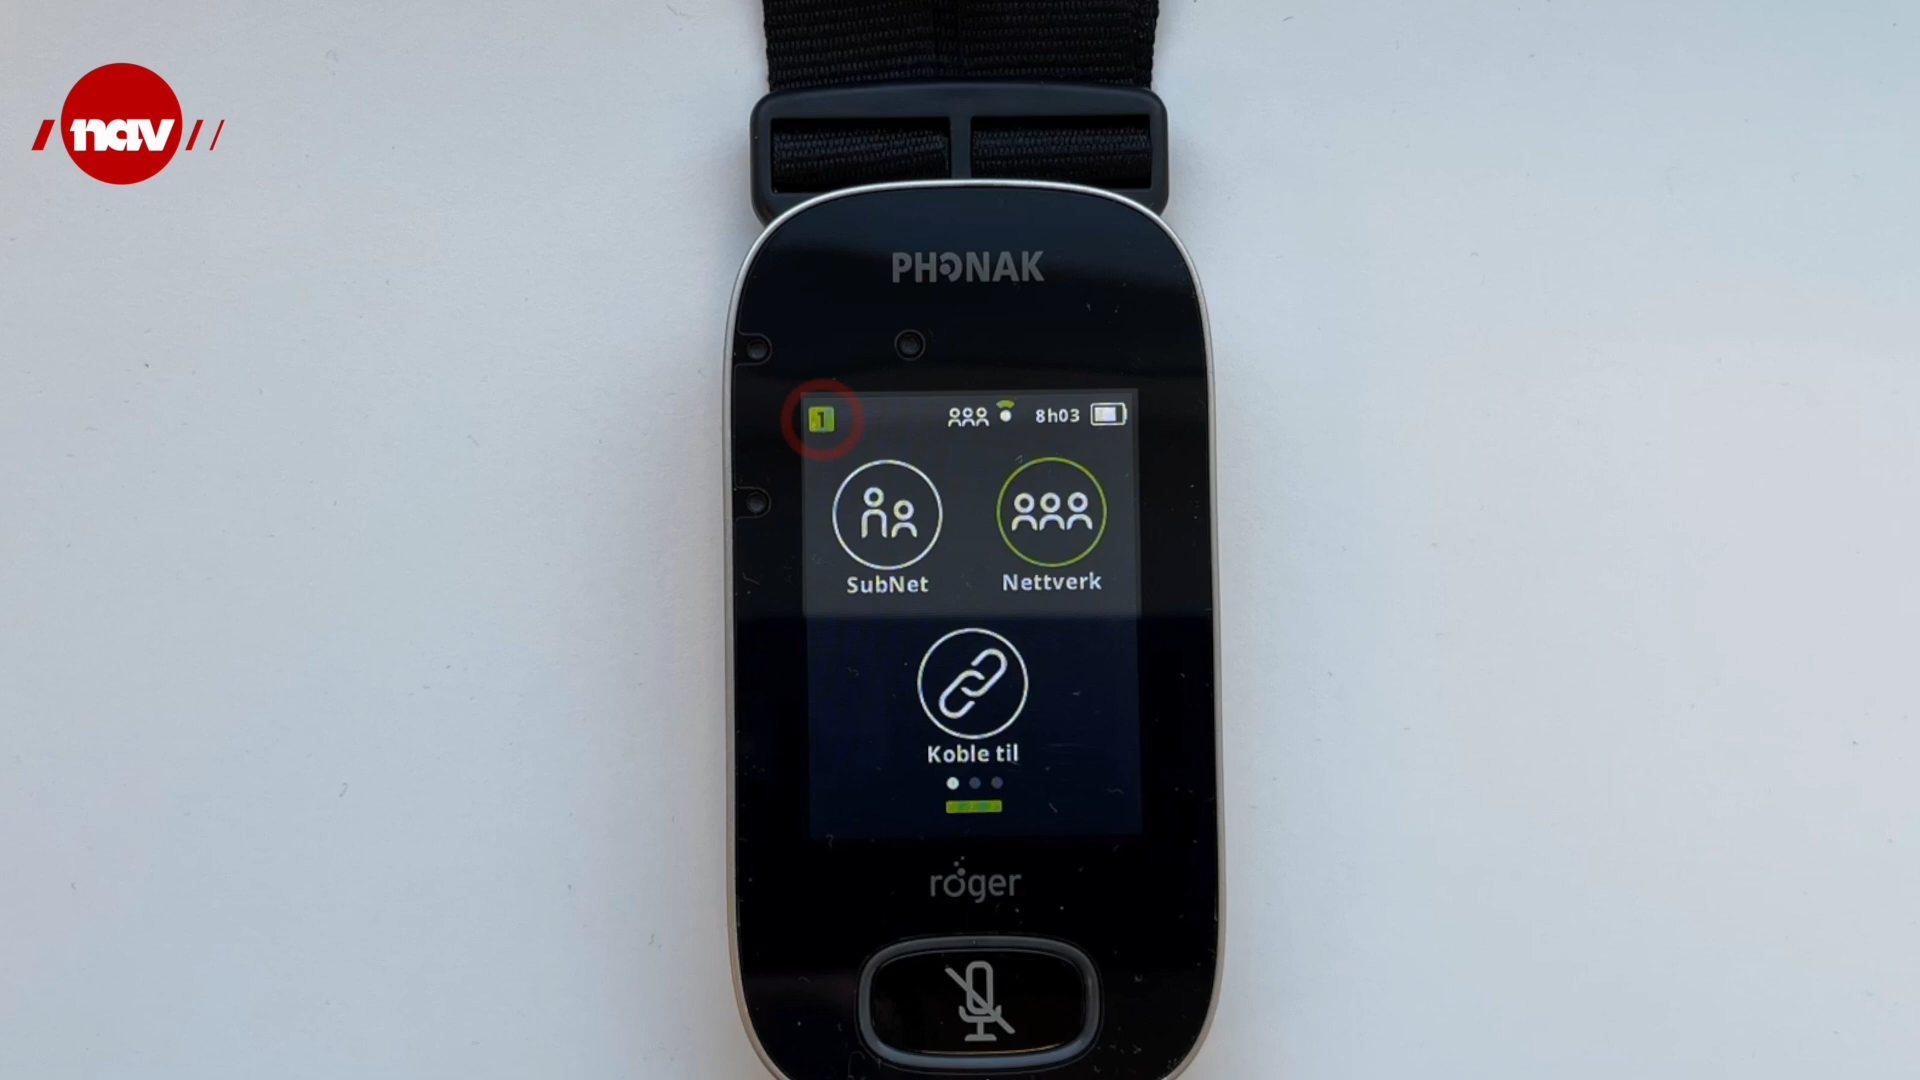 nav
PHONAK
1
8h03
SubNet
Nettverk
Koble til
roger